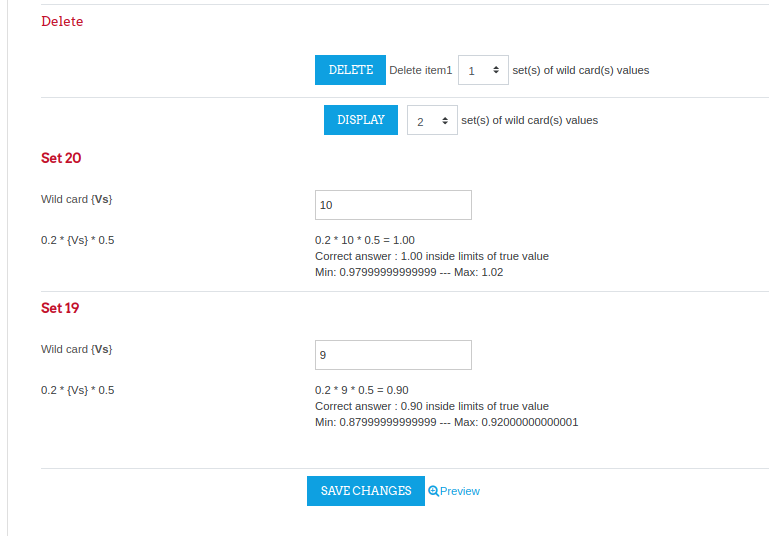 Delete
DELETE Delete item1 1 set(s) of wild card(s) values
DISPLAY 2 set(s) of wild card(s) values
Set 20
Wild card {Vs} 10
0.2 * {Vs} * 0.5 0.2 * 10 * 0.5 = 1.00
Correct answer : 1.00 inside limits of true value
Min: 0.97999999999999 --- Max: 1.02
Set 19
Wild card {Vs} 9
0.2 * {Vs} * 0.5 0.2 * 9 * 0.5 = 0.90
Correct answer : 0.90 inside limits of true value
Min: 0.87999999999999 --- Max: 0.92000000000001
SAVE CHANGES Preview